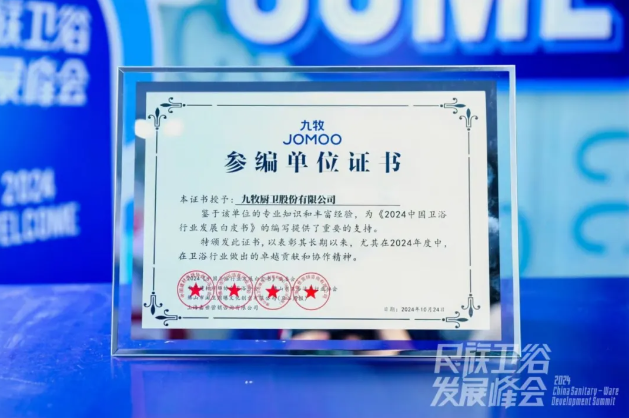 COME
民族卫浴
发展峰会
2024
WELCOME
九牧
JOMOO
参编单位证书
本证书授予：九牧厨卫股份有限公司
鉴于该单位的专业知识和丰富经验，为《2024中国卫浴
行业发展白皮书》的编写提供了重要的支持。
特颁发此证书，以表彰其长期以来，尤其在2024年度中，
在卫浴行业做出的卓越贡献和协作精神。
日期：2024年10月24日
民族卫浴
发展峰会
2024
China Sanitary-Ware
Development Summit